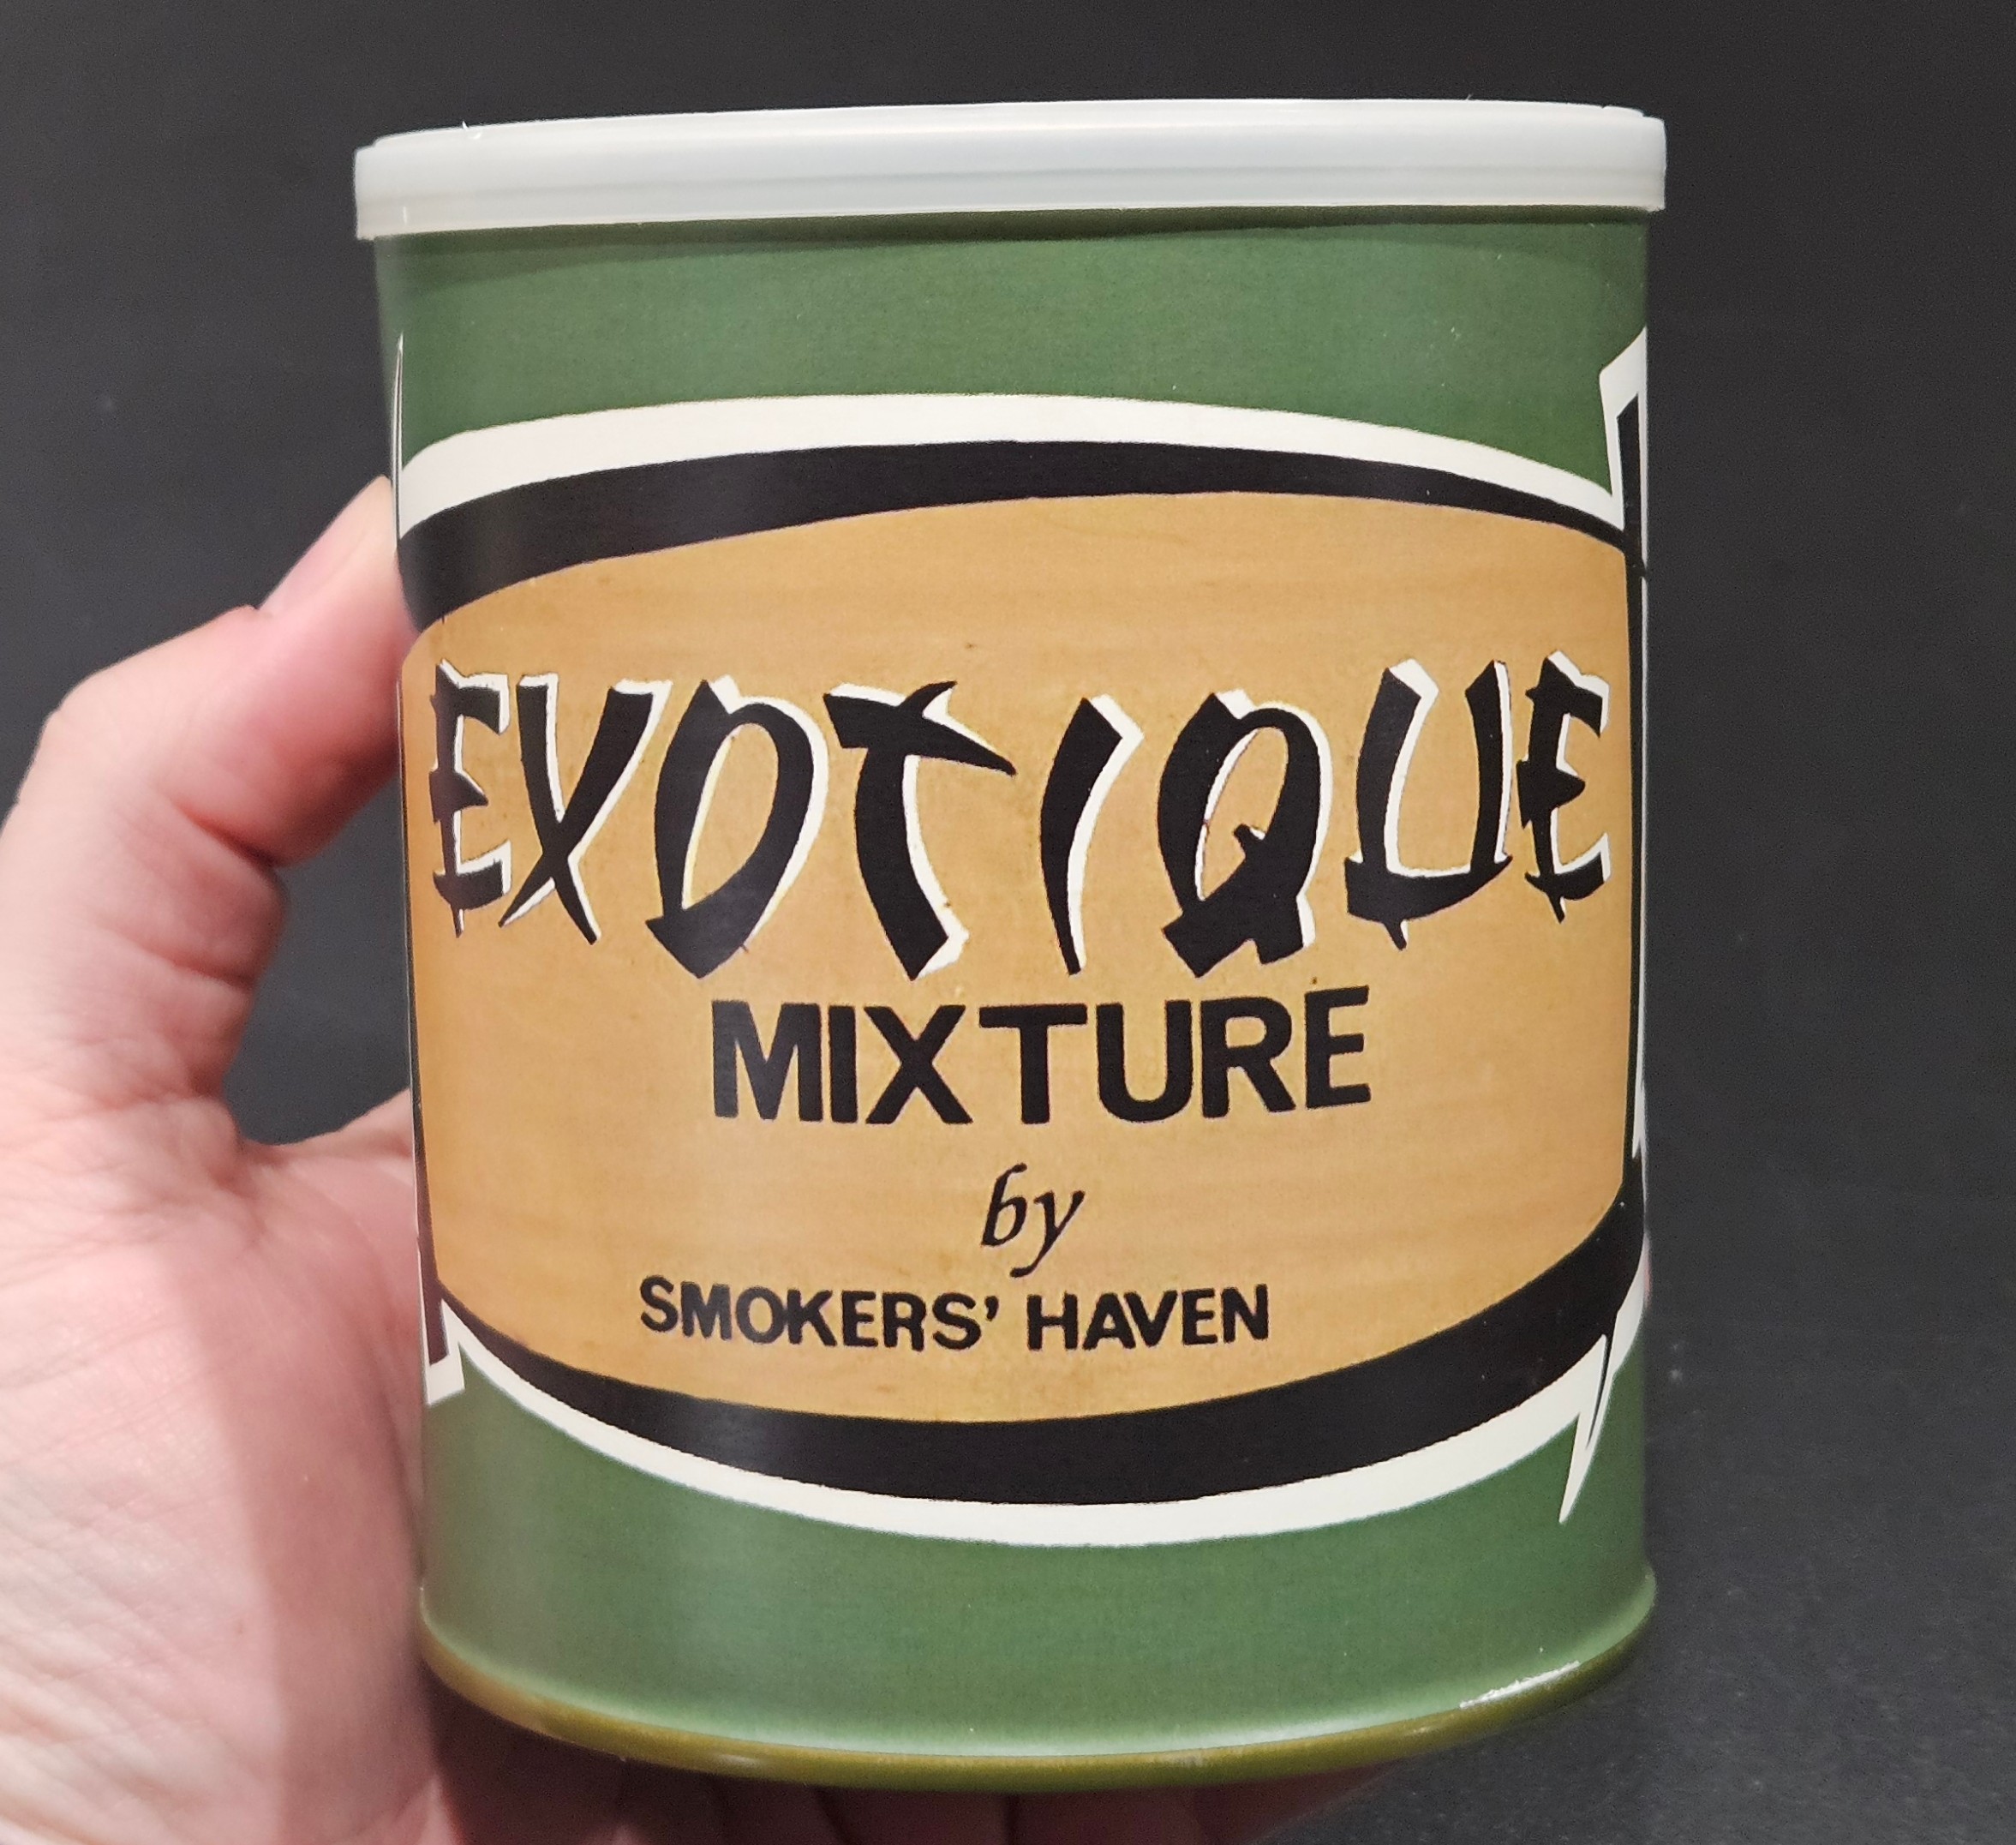 EXOTIQUE
MIXTURE
by
SMOKERS' HAVEN